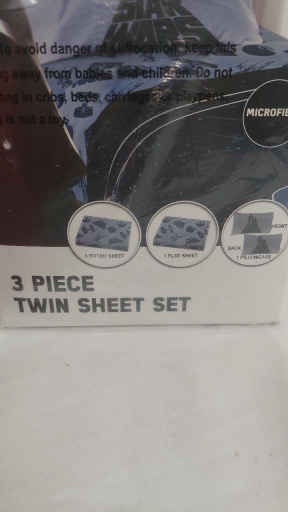 STAR
WARS
avoid danger of suffocation, keep this
away from babies and children. Do not
in cribs, beds, carriages or playpens.
is not a toy.
MICROFIB
1 FITTED SHEET
1 FLAT SHEET
FRONT
BACK
1 PILLOWCASE
3 PIECE
TWIN SHEET SET